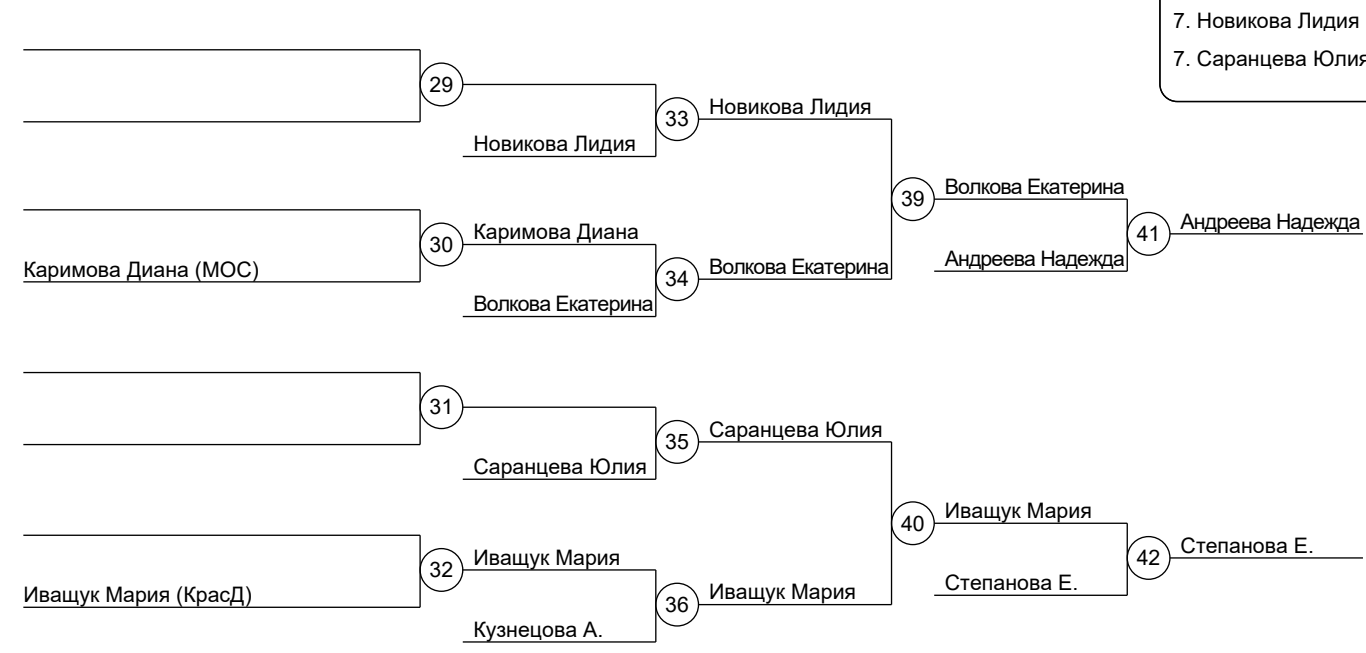 7. Новикова Лидия
7. Саранцева Юлия
29
33
Новикова Лидия
Новикова Лидия
39
Волкова Екатерина
30
Каримова Диана
41
Андреева Надежда
Каримова Диана (МОС)
34
Волкова Екатерина
Андреева Надежда
Волкова Екатерина
31
35
Саранцева Юлия
Саранцева Юлия
40
Иващук Мария
32
Иващук Мария
42
Степанова Е.
Иващук Мария (КрасД)
36
Иващук Мария
Степанова Е.
Кузнецова А.